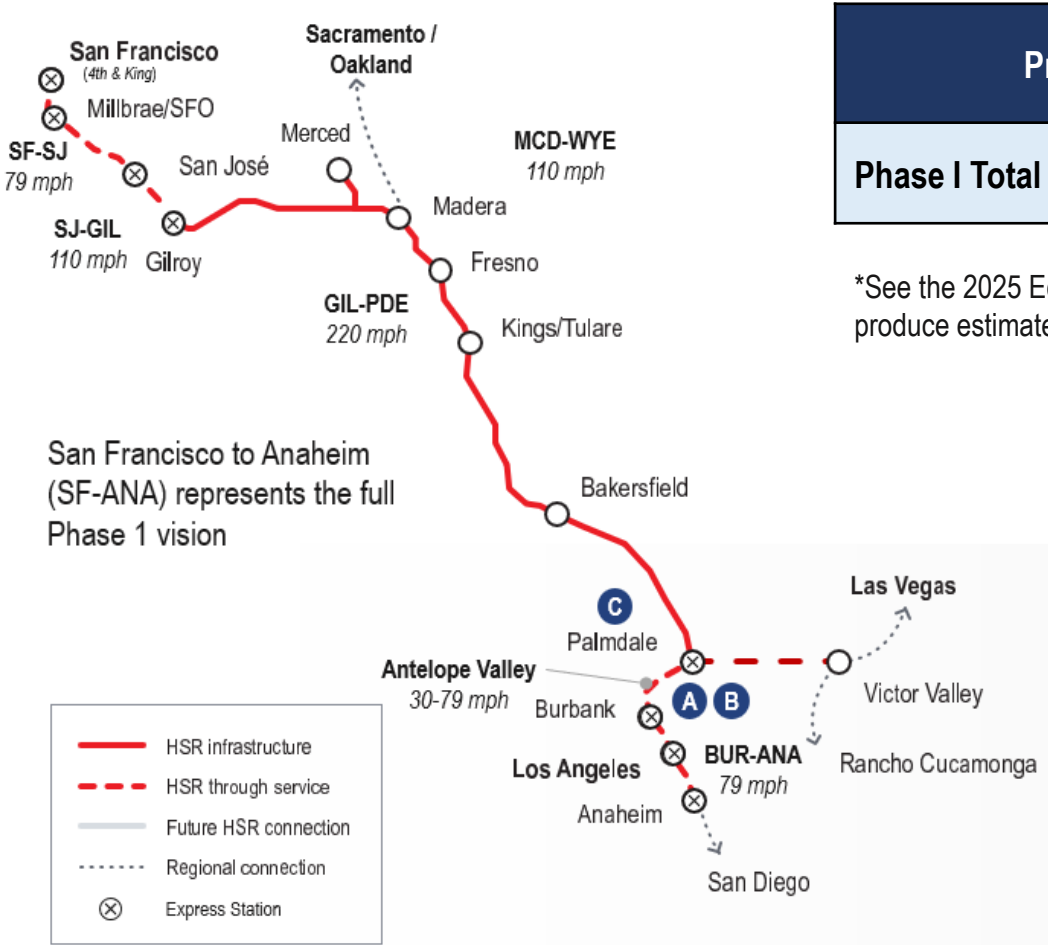 San Francisco
(4th & King)
Millbrae/SFO
SF-SJ
79 mph
San José
SJ-GIL
110 mph
Gilroy
Sacramento /
Oakland
Merced
MCD-WYE
110 mph
Madera
Fresno
GIL-PDE
220 mph
Kings/Tulare
San Francisco to Anaheim
(SF-ANA) represents the full
Phase 1 vision
Bakersfield
C
Palmdale
Las Vegas
Antelope Valley
30-79 mph
A
B
Victor Valley
Burbank
BUR-ANA
79 mph
Rancho Cucamonga
Los Angeles
Anaheim
San Diego
HSR infrastructure
HSR through service
Future HSR connection
Regional connection
Express Station
Phase I Total
*See the 2025
produce